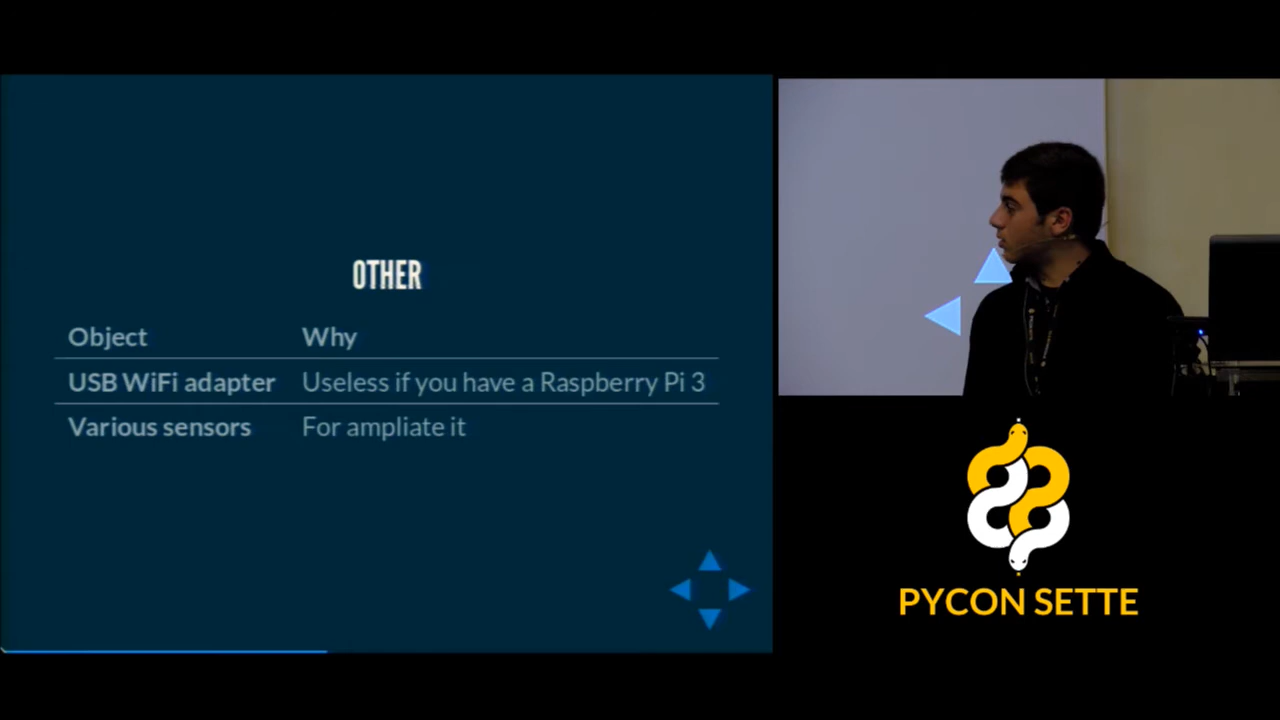 OTHER
Object Why
USB WiFi adapter Useless if you have a Raspberry Pi 3
Various sensors For ampliate it
PYCON SETTE